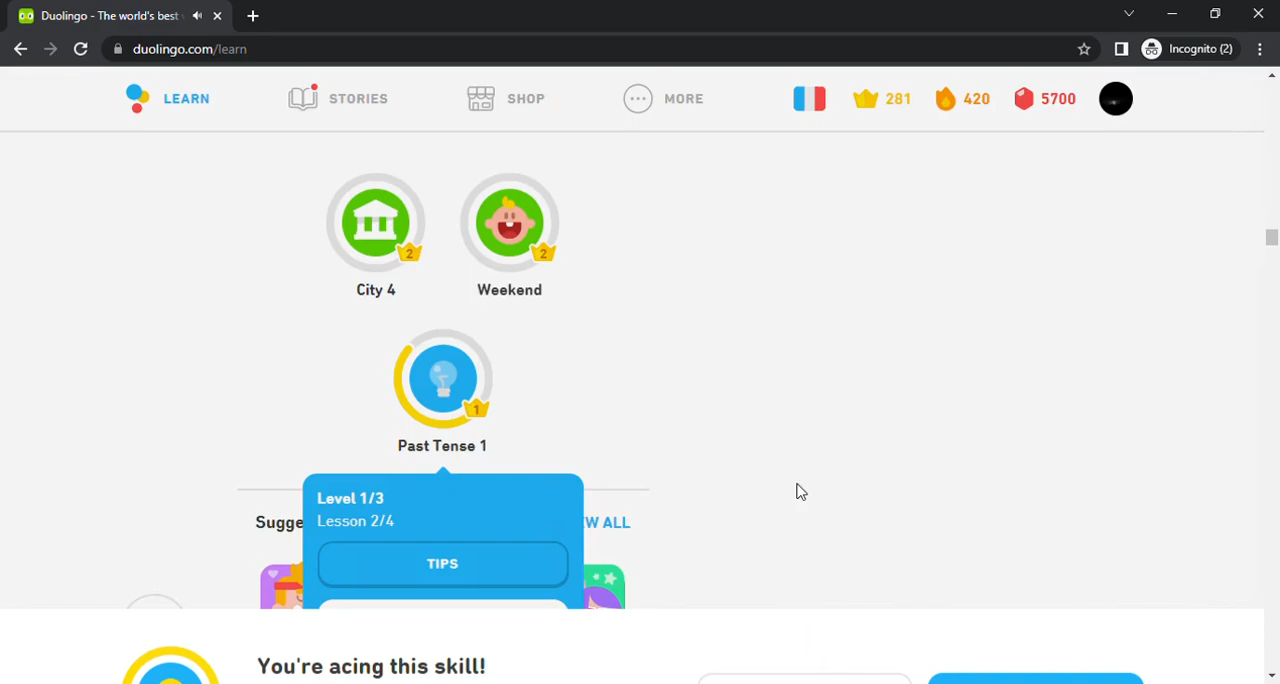 Duolingo - The world's best
duolingo.com/learn
Incognito (2)
LEARN
STORIES
SHOP
MORE
281
420
5700
2
2
City 4
Weekend
1
Past Tense 1
Level 1/3
Lesson 2/4
Sugge
W ALL
TIPS
You're acing this skill!